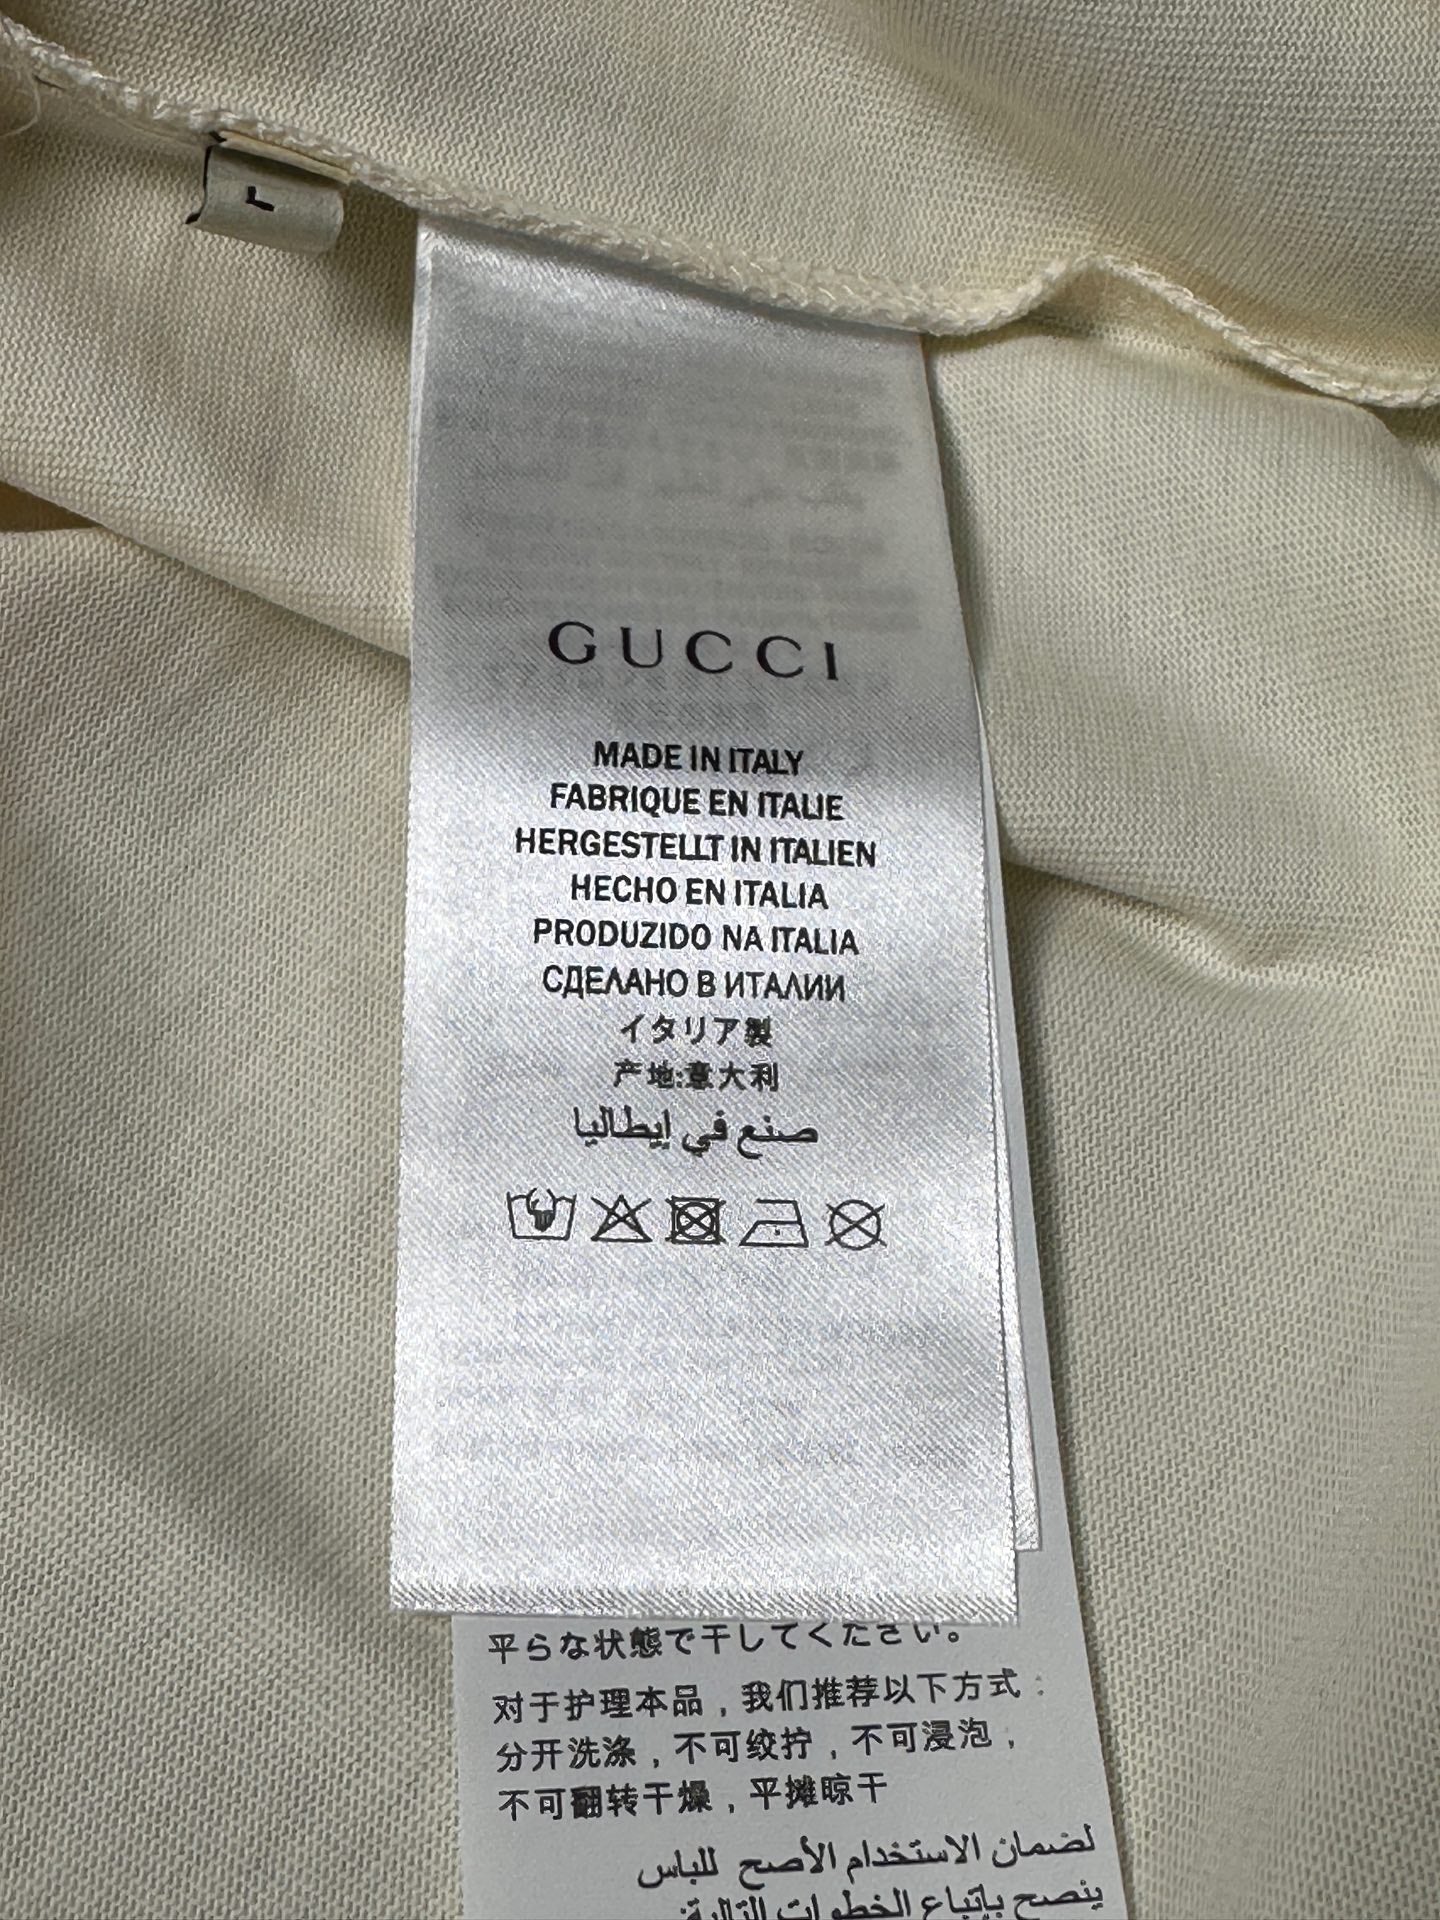 L
GUCCI
MADE IN ITALY
FABRIQUE EN ITALIE
HERGESTELLT IN ITALIEN
HECHO EN ITALIA
PRODUZIDO NA ITALIA
СДЕЛАНО В ИТАЛИИ
イタリア製
产地:意大利
صنع في إيطاليا
平らな状態で干してください。
对于护理本品，我们推荐以下方式：
分开洗涤，不可绞拧，不可浸泡，
不可翻转干燥，平摊晾干
لضمان الاستخدام الأصح للباس
ينصح بإتباع الخطوات التالية: